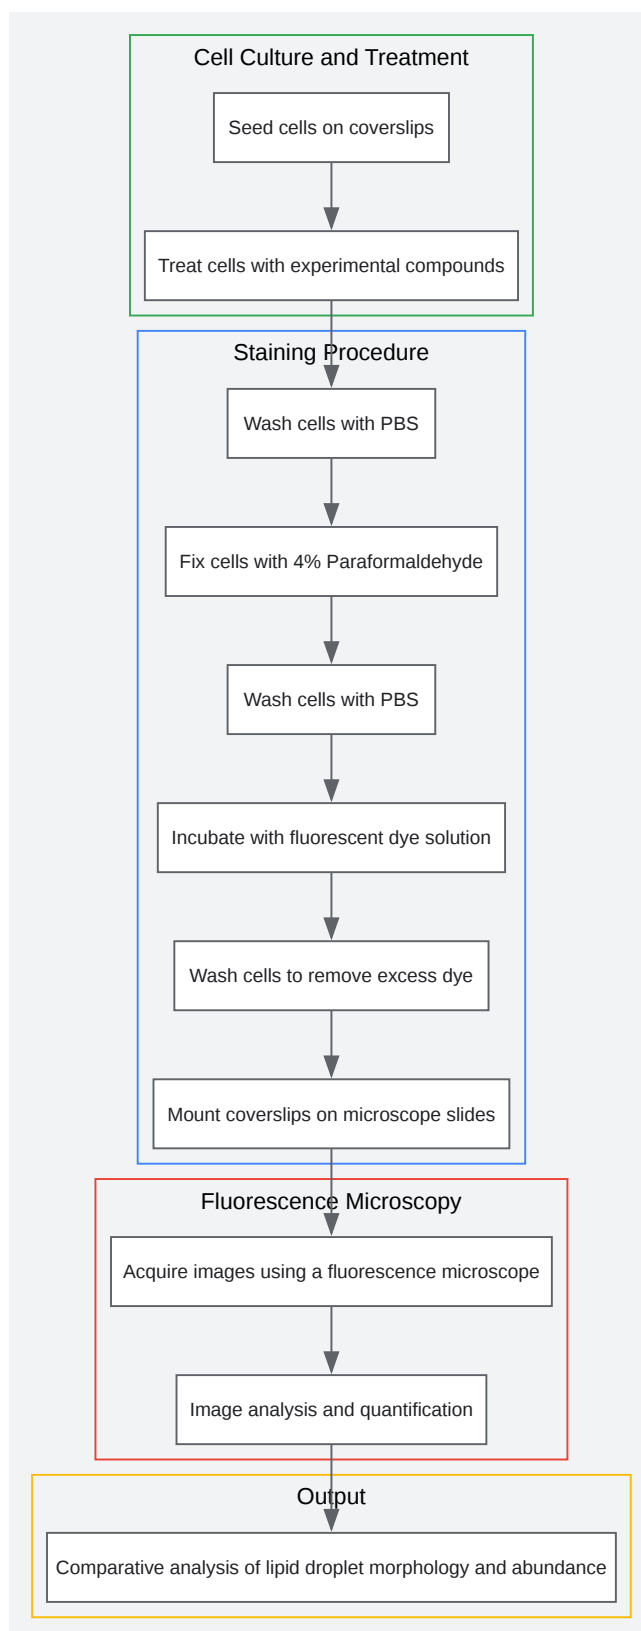 Cell Culture and Treatment
Seed cells on coverslips
Treat cells with experimental compounds
Staining Procedure
Wash cells with PBS
Fix cells with 4% Paraformaldehyde
Wash cells with PBS
Incubate with fluorescent dye solution
Wash cells to remove excess dye
Mount coverslips on microscope slides
Fluorescence Microscopy
Acquire images using a fluorescence microscope
Image analysis and quantification
Output
Comparative analysis of lipid droplet morphology and abundance